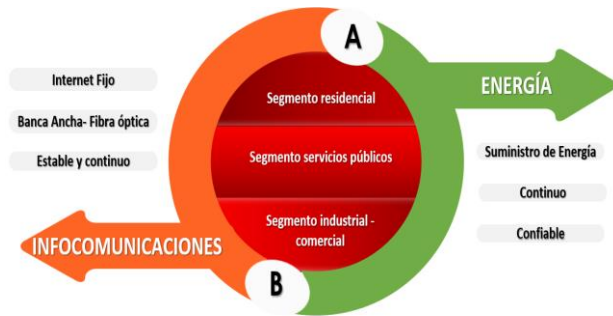 A
ENERGÍA
Internet Fijo
Banca Ancha- Fibra óptica
Estable y continuo
Segmento residencial
Segmento servicios públicos
Segmento industrial -
comercial
Suministro de Energía
Continuo
Confiable
INFOCOMUNICACIONES
B